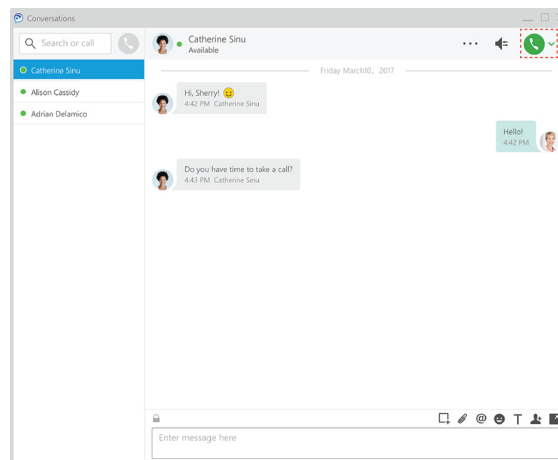 Conversations
Search or call
Catherine Sinu
Alison Cassidy
Adrian Delamico
Catherine Sinu
Available
Friday March10, 2017
Hi, Sherry!
4:42 PM Catherine Sinu
Hello!
4:42 PM
Do you have time to take a call?
4:43 PM Catherine Sinu
Enter message here